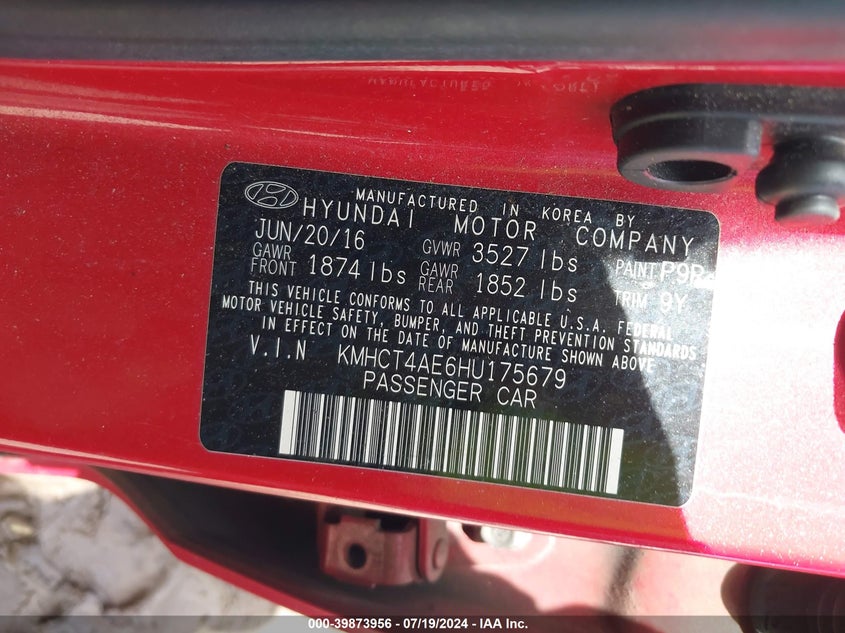 MANUFACTURED IN KOREA BY
HYUNDAI MOTOR COMPANY
JUN/20/16 GVWR 3527 lbs PAINT
GAWR FRONT 1874 lbs GAWR REAR 1852 lbs TRIM 9Y
THIS VEHICLE CONFORMS TO ALL APPLICABLE U.S.A. FEDERAL
MOTOR VEHICLE SAFETY, BUMPER, AND THEFT PREVENTION STANDARDS
IN EFFECT ON THE DATE OF MANUFACTURE SHOWN ABOVE
V.I.N KMHCT4AE6HU175679
PASSENGER CAR
000-39873956 - 07/19/2024 - IAA Inc.